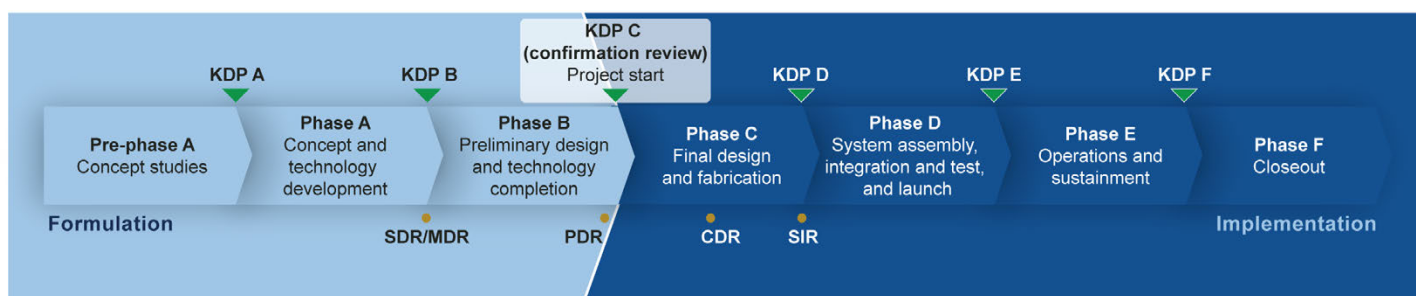 KDP C
(confirmation review)
Project start
KDP A
KDP B
KDP D
KDP E
KDP F
Pre-phase A
Concept studies
Phase A
Concept and
technology
development
Phase B
Preliminary design
and technology
completion
Phase C
Final design
and fabrication
Phase D
System assembly,
integration and test,
and launch
Phase E
Operations and
sustainment
Phase F
Closeout
Formulation
SDR/MDR
PDR
CDR
SIR
Implementation